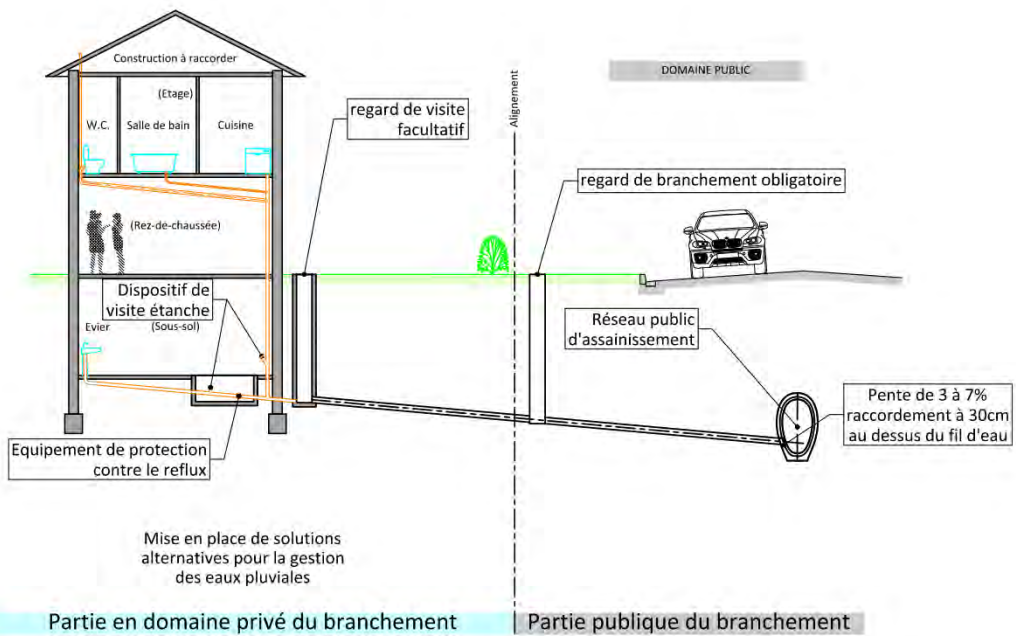 Construction à raccorder
DOMAINE PUBLIC
(Etage)
W.C.
Salle de bain
Cuisine
regard de visite
facultatif
Alignement
regard de branchement obligatoire
(Rez-de-chaussée)
Dispositif de
visite étanche
Evier
(Sous-sol)
Réseau public
d'assainissement
Pente de 3 à 7%
raccordement à 30cm
au dessus du fil d'eau
Equipement de protection
contre le reflux
Mise en place de solutions
alternatives pour la gestion
des eaux pluviales
Partie en domaine privé du branchement
Partie publique du branchement